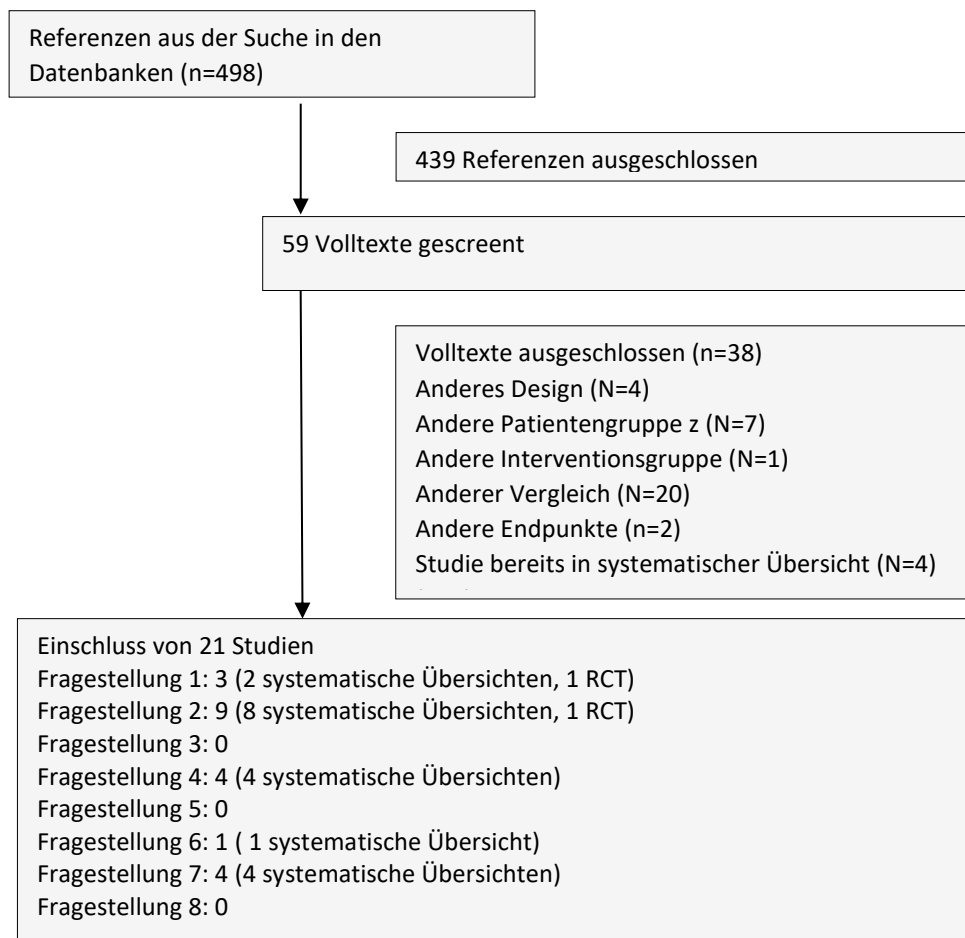 Referenzen aus der Suche in den
Datenbanken (n=498)
439 Referenzen ausgeschlossen
59 Volltexte gescreent
Volltexte ausgeschlossen (n=38)
Anderes Design (N=4)
Andere Patientengruppe z (N=7)
Andere Interventionsgruppe (N=1)
Anderer Vergleich (N=20)
Andere Endpunkte (n=2)
Studie bereits in systematischer Übersicht (N=4)
Einschluss von 21 Studien
Fragestellung 1: 3 (2 systematische Übersichten, 1 RCT)
Fragestellung 2: 9 (8 systematische Übersichten, 1 RCT)
Fragestellung 3: 0
Fragestellung 4: 4 (4 systematische Übersichten)
Fragestellung 5: 0
Fragestellung 6: 1 ( 1 systematische Übersicht)
Fragestellung 7: 4 (4 systematische Übersichten)
Fragestellung 8: 0